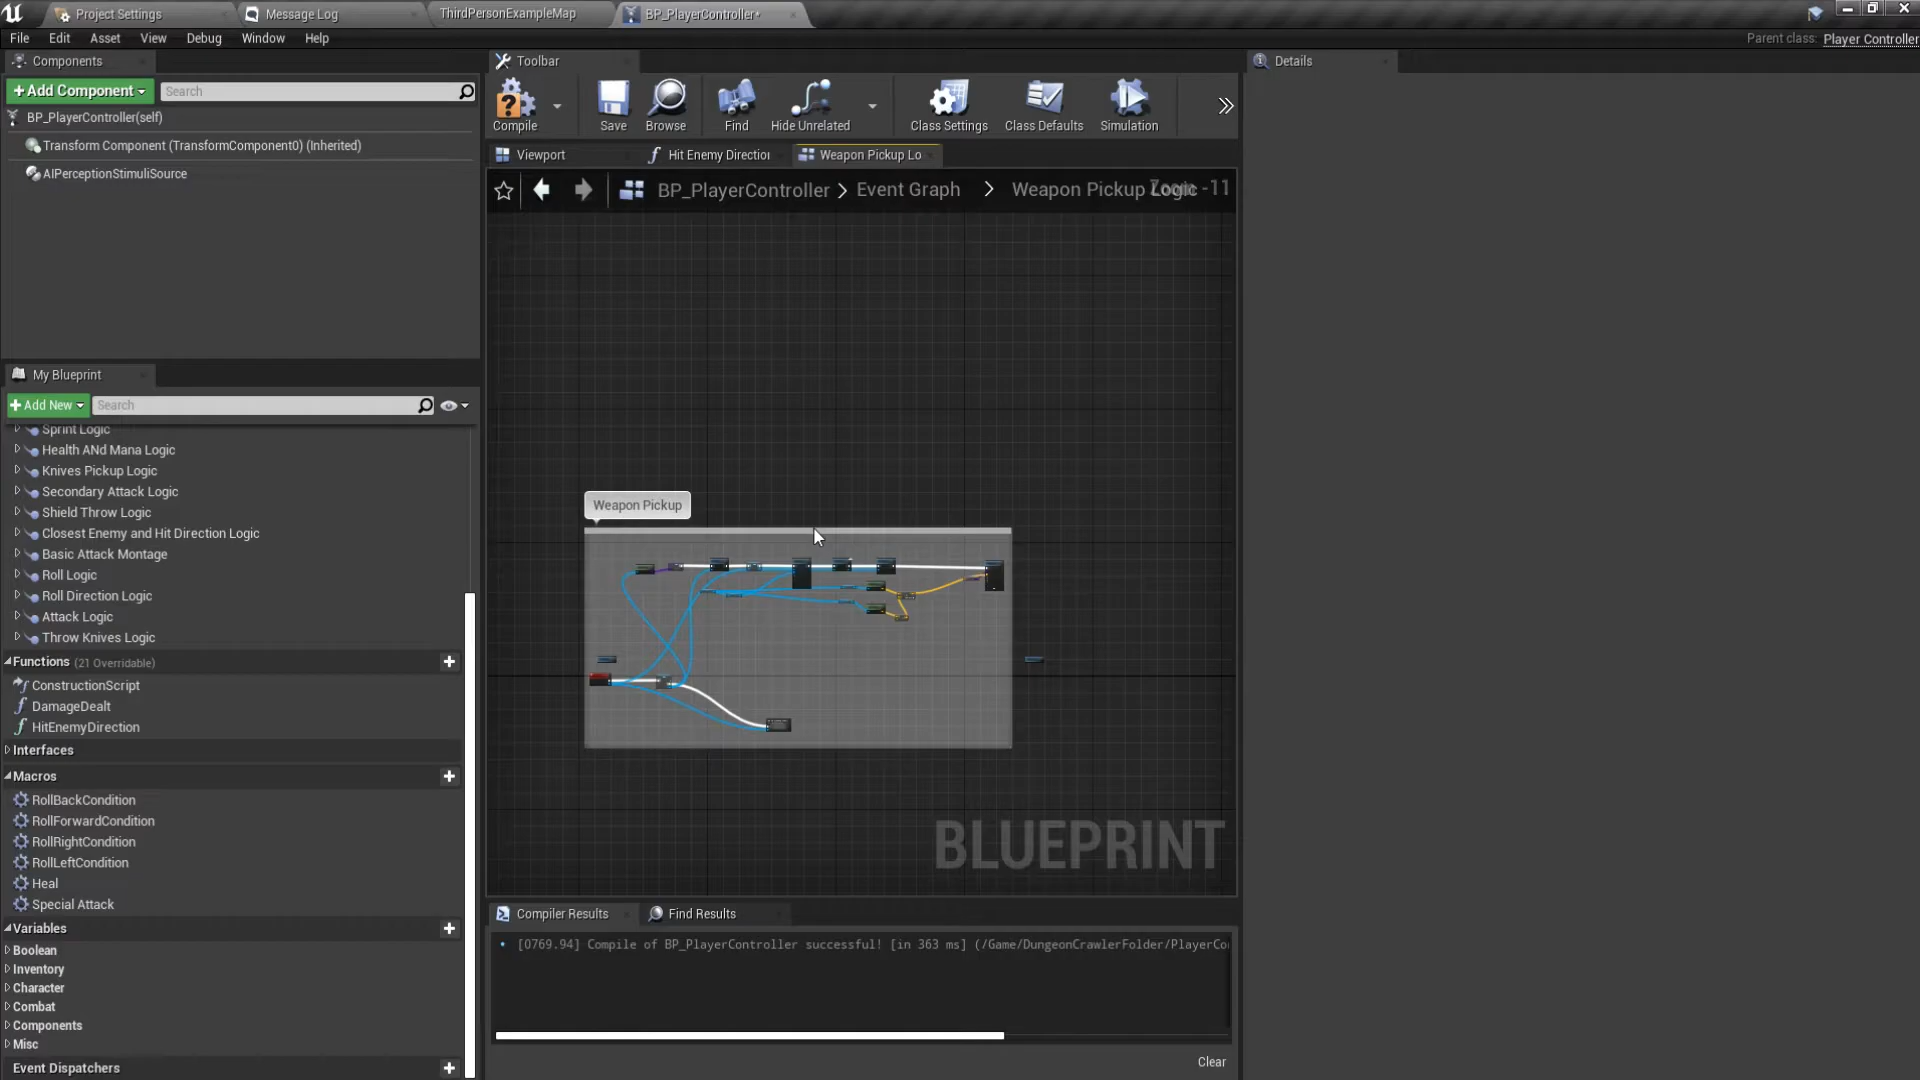 Project Settings
Message Log
ThirdPersonExampleMap
BP_PlayerController*
File Edit Asset View Debug Window Help
Parent class: Player Controller
Components
Toolbar
Details
+Add Component
Search
BP_PlayerController(self)
Transform Component (TransformComponent0) (Inherited)
AIPerceptionStimuliSource
Compile
Save
Browse
Find
Hide Unrelated
Class Settings
Class Defaults
Simulation
Viewport
Hit Enemy Direction
Weapon Pickup Lo
BP_PlayerController > Event Graph > Weapon Pickup Logic
Zoom -11
My Blueprint
+Add New
Search
Sprint Logic
Health ANd Mana Logic
Knives Pickup Logic
Secondary Attack Logic
Shield Throw Logic
Closest Enemy and Hit Direction Logic
Basic Attack Montage
Roll Logic
Roll Direction Logic
Attack Logic
Throw Knives Logic
Functions (21 Overridable)
ConstructionScript
DamageDealt
HitEnemyDirection
Interfaces
Macros
RollBackCondition
RollForwardCondition
RollRightCondition
RollLeftCondition
Heal
Special Attack
Variables
Boolean
Inventory
Character
Combat
Components
Misc
Event Dispatchers
Weapon Pickup
BLUEPRINT
Compiler Results
Find Results
[0769.94] Compile of BP_PlayerController successful! [in 363 ms] (/Game/DungeonCrawlerFolder/PlayerCo
Clear